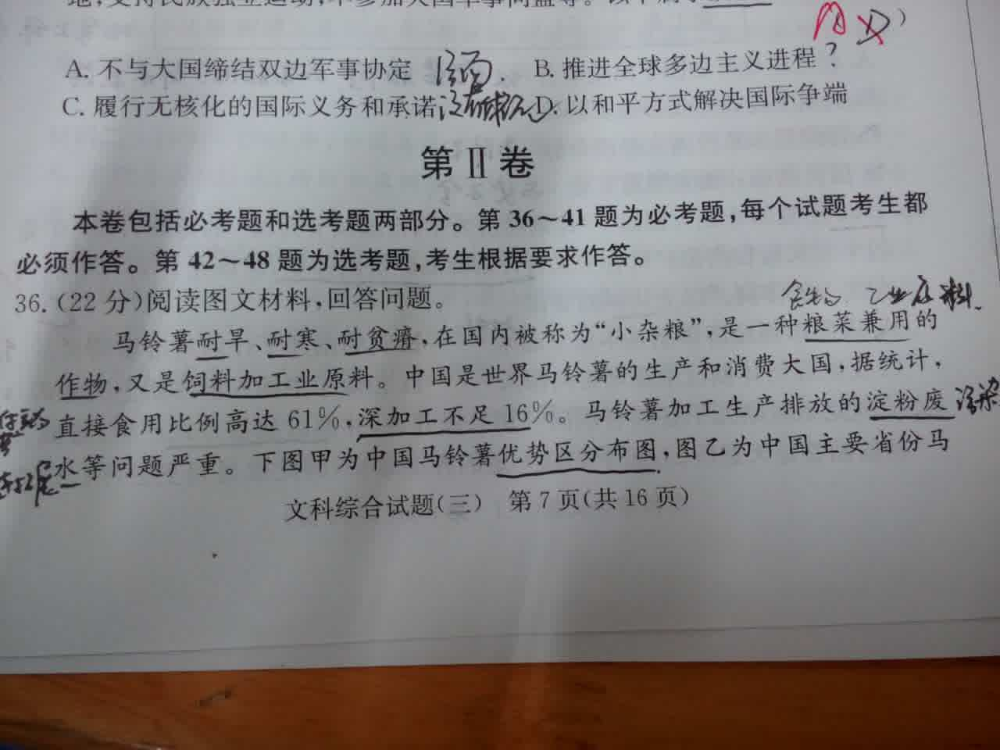 A. 不与大国缔结双边军事协定 片面. B. 推进全球多边主义进程?
C. 履行无核化的国际义务和承诺 D. 以和平方式解决国际争端
第Ⅱ卷
本卷包括必考题和选考题两部分。第 36～41 题为必考题,每个试题考生都
必须作答。第 42～48 题为选考题,考生根据要求作答。
36.(22 分)阅读图文材料,回答问题。
马铃薯耐旱、耐寒、耐贫瘠,在国内被称为“小杂粮”,是一种粮菜兼用的
作物,又是饲料加工业原料。中国是世界马铃薯的生产和消费大国,据统计,
直接食用比例高达 61%,深加工不足 16%。马铃薯加工生产排放的淀粉废 污染
水等问题严重。下图甲为中国马铃薯优势区分布图,图乙为中国主要省份马
文科综合试题(三) 第 7 页(共 16 页)